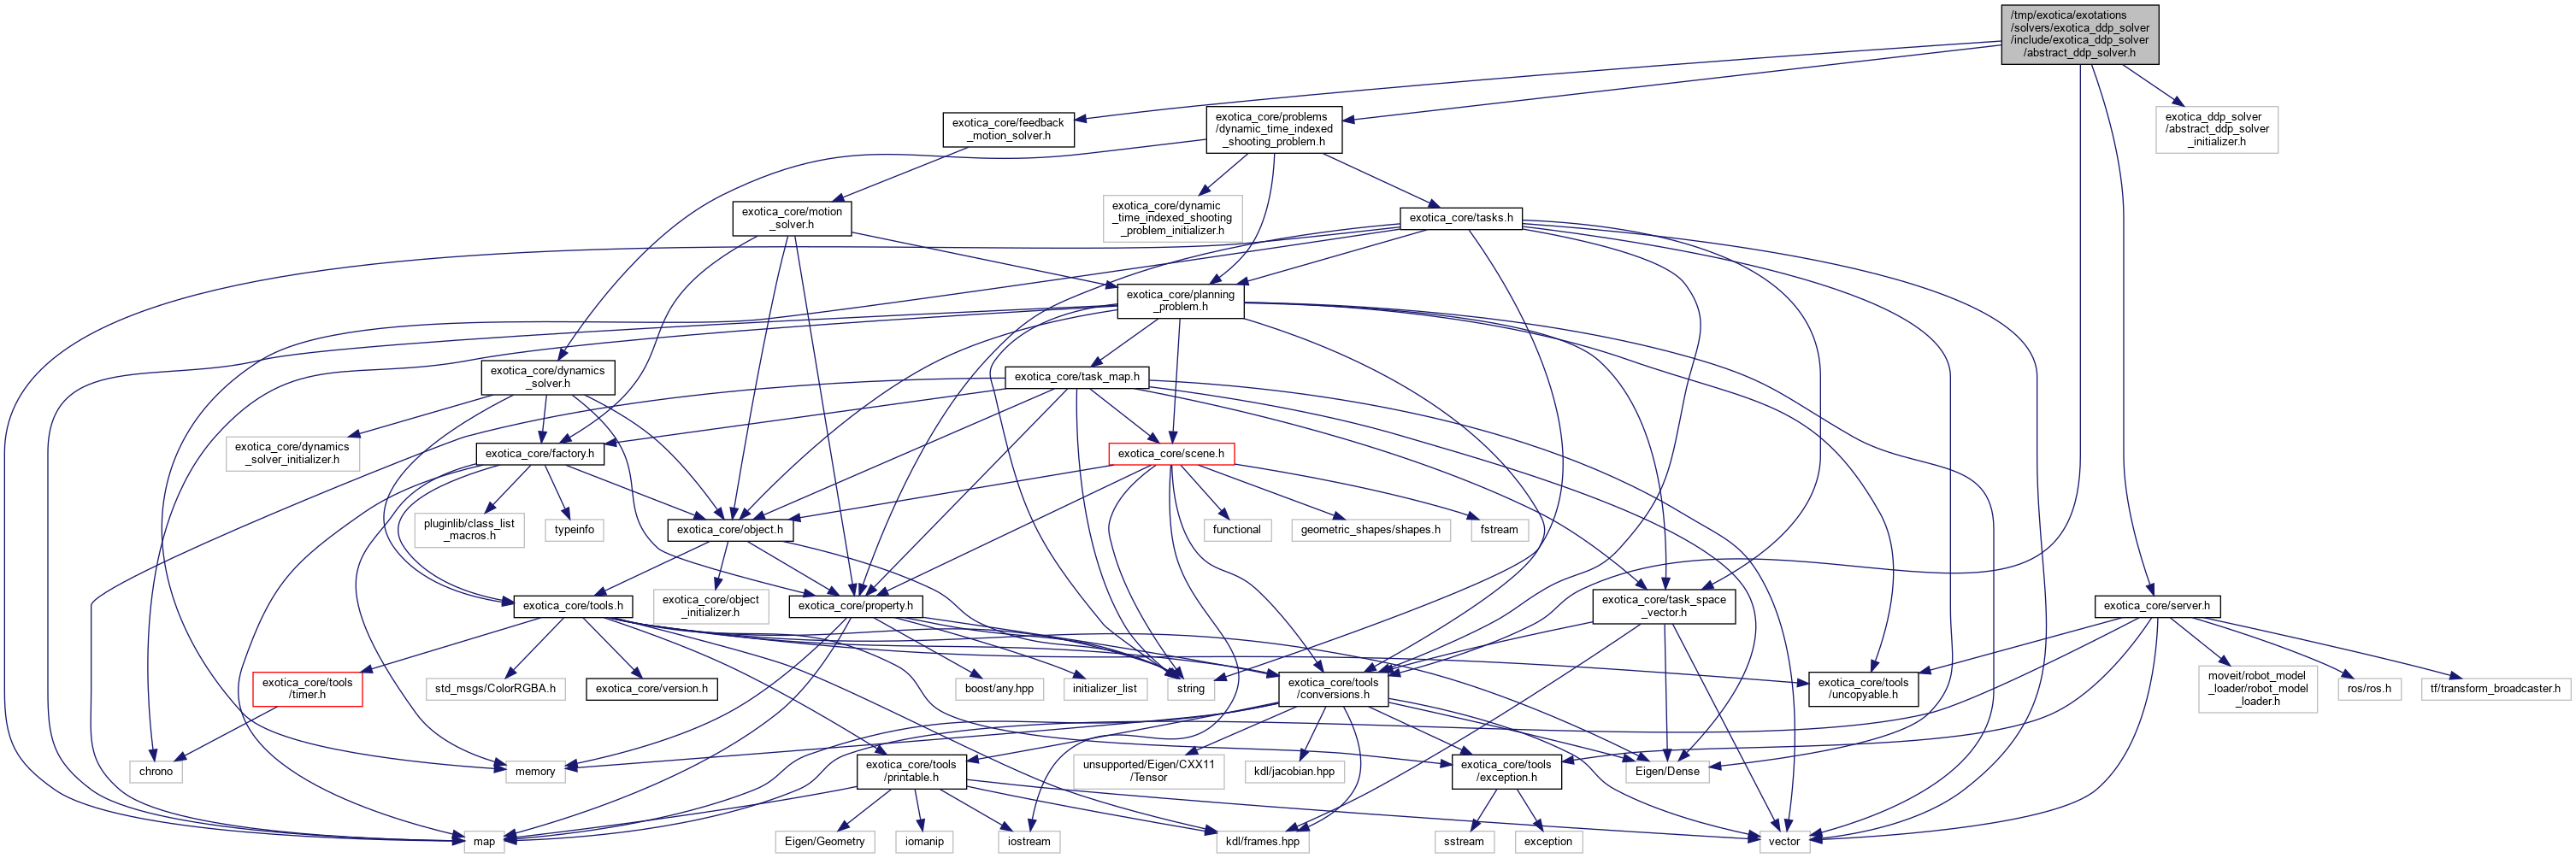 /tmp/exotica/exotations
/solvers/exotica_ddp_solver
/include/exotica_ddp_solver
/abstract_ddp_solver.h
exotica_core/feedback
_motion_solver.h
exotica_core/problems
/dynamic_time_indexed
_shooting_problem.h
exotica_ddp_solver
/abstract_ddp_solver
_initializer.h
exotica_core/motion
_solver.h
exotica_core/dynamic
_time_indexed_shooting
_problem_initializer.h
exotica_core/tasks.h
exotica_core/planning
_problem.h
exotica_core/dynamics
_solver.h
exotica_core/task_map.h
exotica_core/dynamics
_solver_initializer.h
exotica_core/factory.h
exotica_core/scene.h
pluginlib/class_list
_macros.h
typeinfo
exotica_core/object.h
functional
geometric_shapes/shapes.h
fstream
exotica_core/tools.h
exotica_core/object
_initializer.h
exotica_core/property.h
exotica_core/task_space
_vector.h
exotica_core/server.h
exotica_core/tools
/timer.h
std_msgs/ColorRGBA.h
exotica_core/version.h
boost/any.hpp
initializer_list
string
exotica_core/tools
/conversions.h
exotica_core/tools
/uncopyable.h
moveit/robot_model
_loader/robot_model
_loader.h
ros/ros.h
tf/transform_broadcaster.h
chrono
memory
exotica_core/tools
/printable.h
unsupported/Eigen/CXX11
/Tensor
kdl/jacobian.hpp
exotica_core/tools
/exception.h
Eigen/Dense
map
Eigen/Geometry
iomanip
iostream
kdl/frames.hpp
sstream
exception
vector